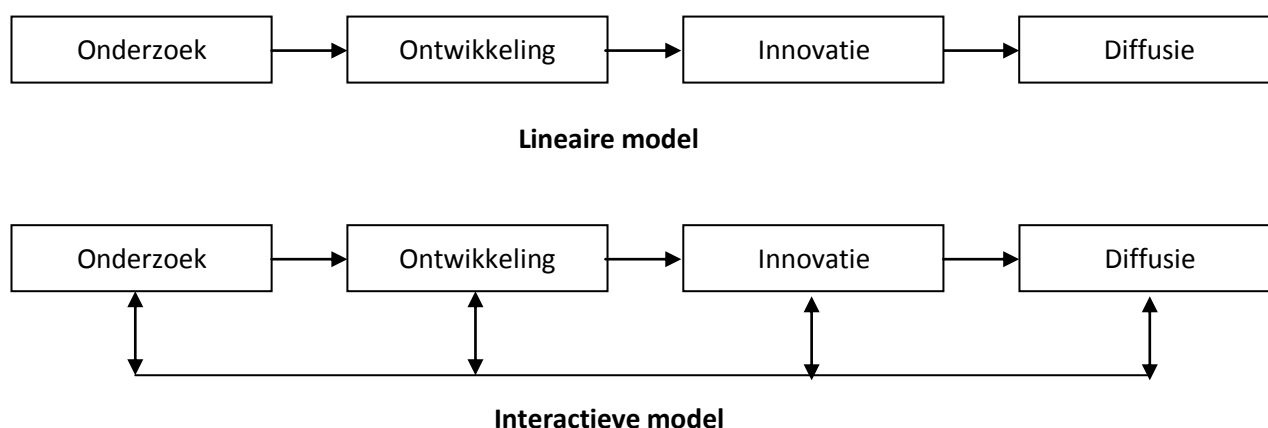 Onderzoek Ontwikkeling Innovatie Diffusie
Lineaire model
Onderzoek Ontwikkeling Innovatie Diffusie
Interactieve model